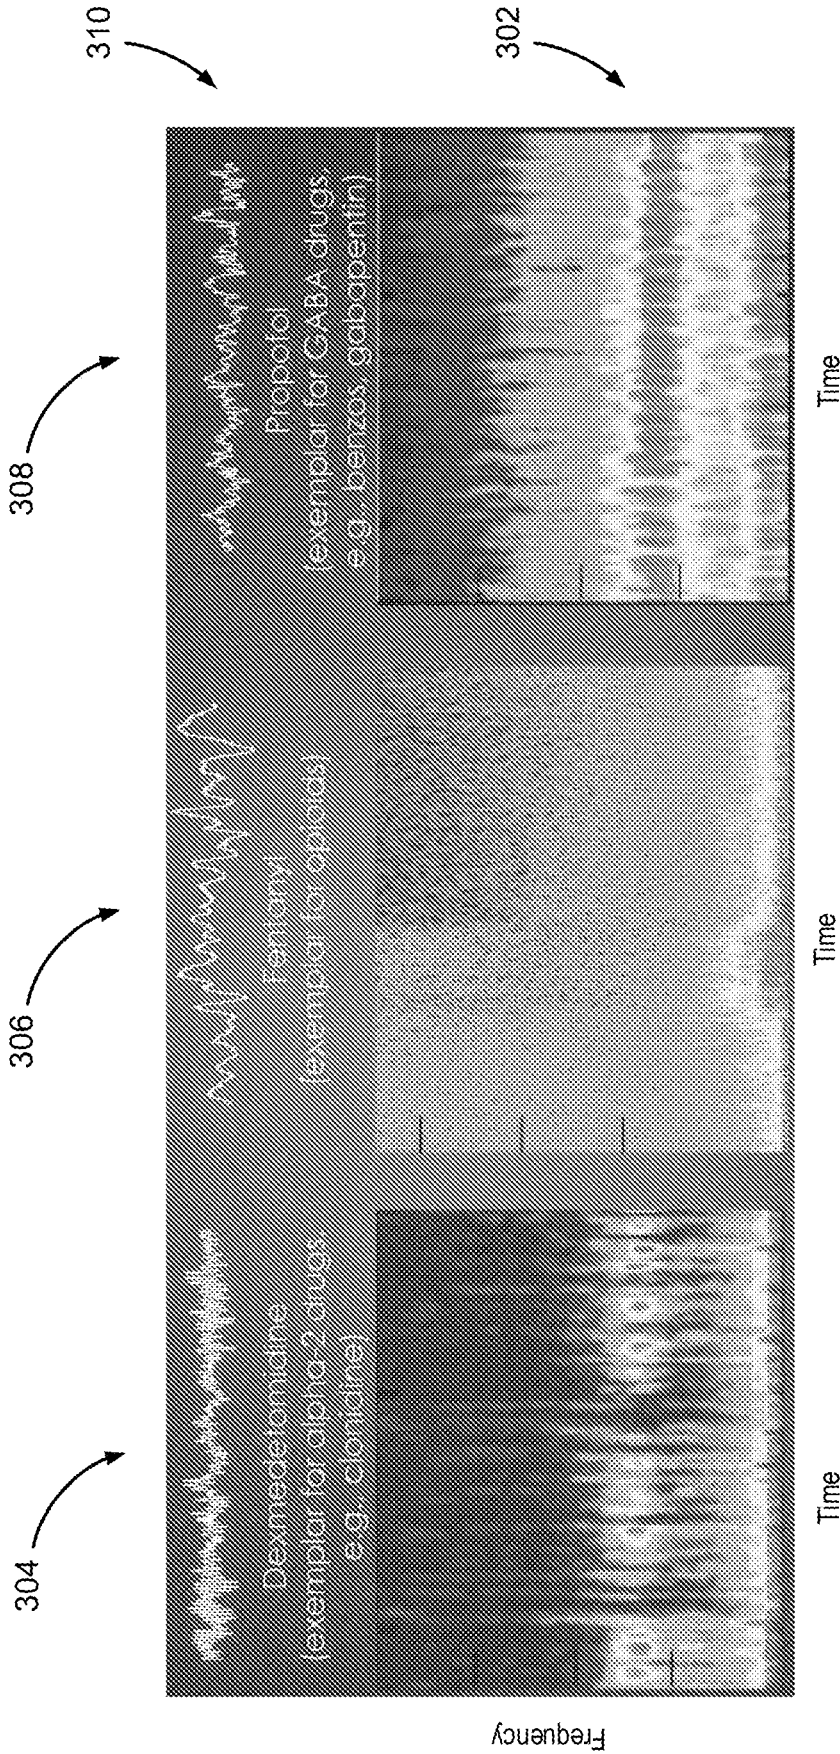 304
306
308
310
302
Dexmedetomidine
(exemplar for alpha-2 drugs,
e.g., clonidine)
Fentanyl
(exemplar for opioids)
Propofol
(exemplar for GABA drugs,
e.g., benzos, gabapentin)
Frequency
Time
Time
Time